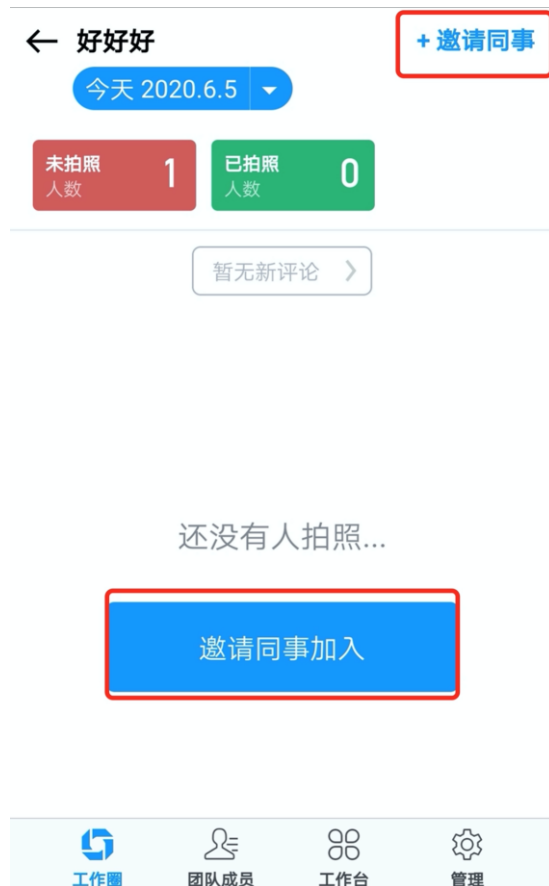 ← 好好好
+ 邀请同事
今天 2020.6.5
未拍照
人数
1
已拍照
人数
0
暂无新评论
还没有人拍照...
邀请同事加入
工作圈
团队成员
工作台
管理